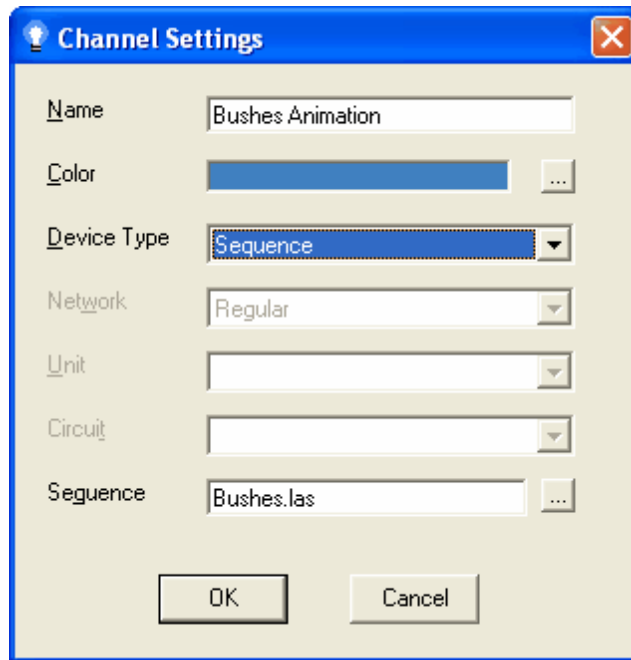 Channel Settings
Name Bushes Animation
Color ...
Device Type Sequence
Network Regular
Unit
Circuit
Sequence Bushes.las ...
OK Cancel